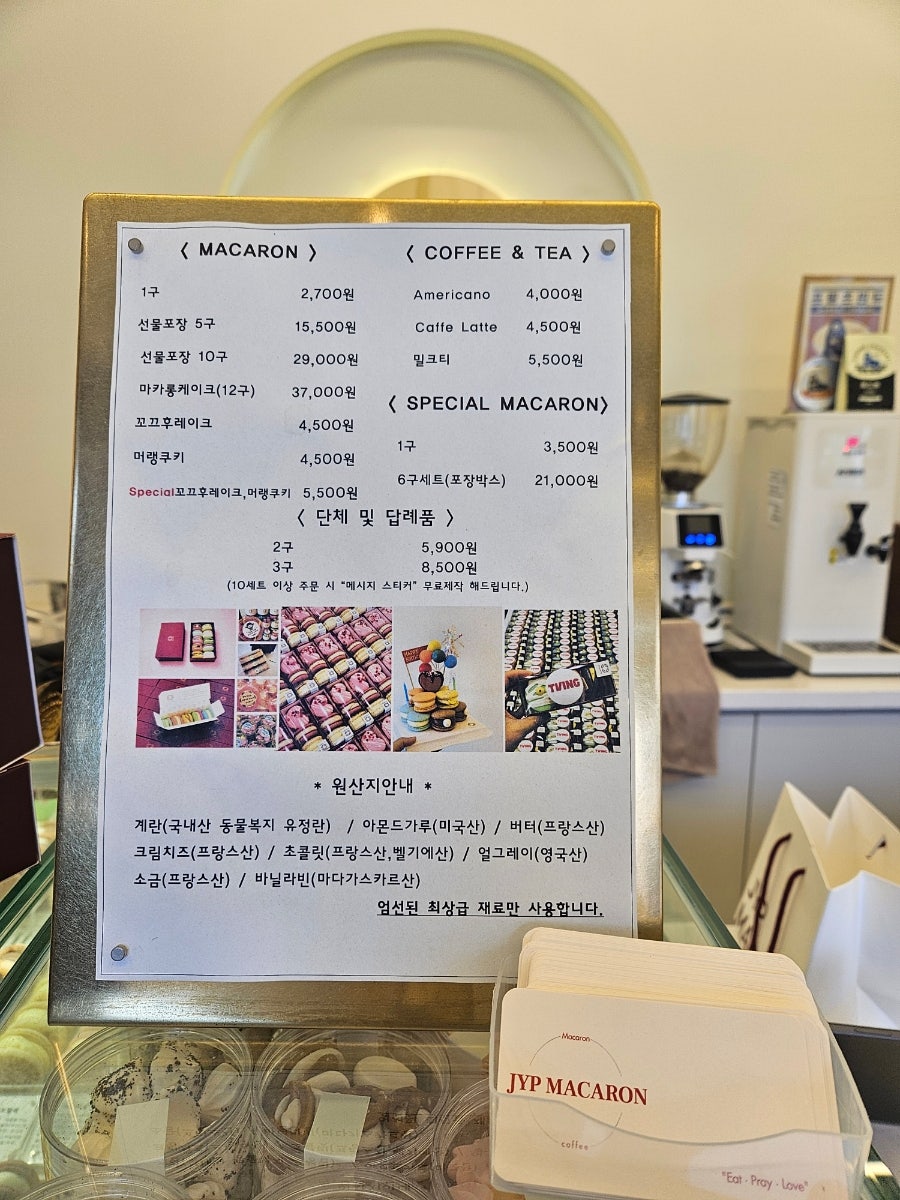 〈 MACARON 〉
1구 2,700원
선물포장 5구 15,500원
선물포장 10구 29,000원
마카롱케이크(12구) 37,000원
꼬끄후레이크 4,500원
머랭쿠키 4,500원
Special꼬끄후레이크,머랭쿠키 5,500원
〈 COFFEE & TEA 〉
Americano 4,000원
Caffe Latte 4,500원
밀크티 5,500원
〈 SPECIAL MACARON〉
1구 3,500원
6구세트(포장박스) 21,000원
〈 단체 및 답례품 〉
2구 5,900원
3구 8,500원
(10세트 이상 주문 시 "메시지 스티커" 무료제작 해드립니다.)
TVING
* 원산지안내 *
계란(국내산 동물복지 유정란) / 아몬드가루(미국산) / 버터(프랑스산)
크림치즈(프랑스산) / 초콜릿(프랑스산,벨기에산) / 얼그레이(영국산)
소금(프랑스산) / 바닐라빈(마다가스카르산)
엄선된 최상급 재료만 사용합니다.
Macaron
JYP MACARON
coffee
"Eat · Pray · Love"